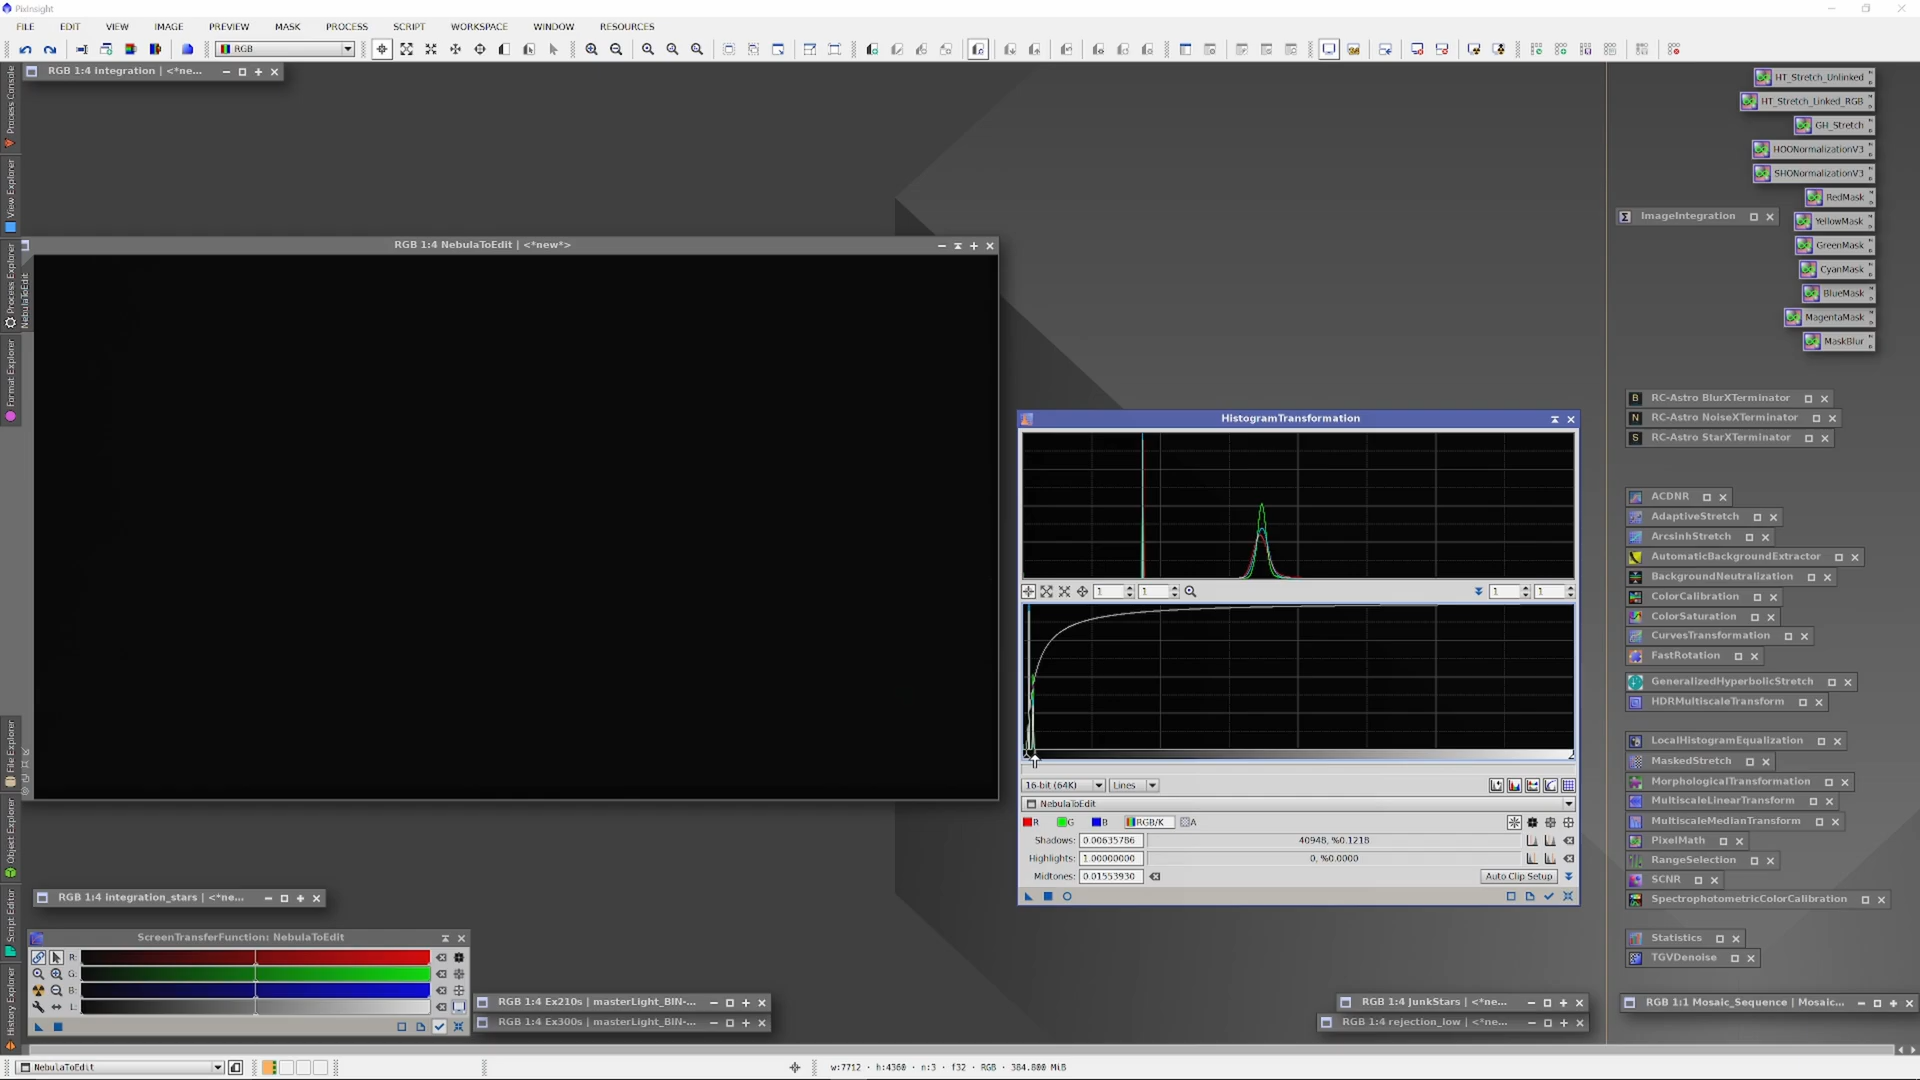 PixInsight
FILE EDIT VIEW IMAGE PREVIEW MASK PROCESS SCRIPT WORKSPACE WINDOW RESOURCES
RGB
RGB 1:4 integration | <*ne...
Process Console
View Explorer
Process Explorer
Format Explorer
File Explorer
Object Explorer
Script Editor
History Explorer
RGB 1:4 NebulaToEdit | <*new*>
NebulaToEdit
HT_Stretch_Unlinked
HT_Stretch_Linked_RGB
GH_Stretch
HOONormalizationV3
SHONormalizationV3
RedMask
ImageIntegration
YellowMask
GreenMask
CyanMask
BlueMask
MagentaMask
MaskBlur
RC-Astro BlurXTerminator
RC-Astro NoiseXTerminator
RC-Astro StarXTerminator
ACDNR
AdaptiveStretch
ArcsinhStretch
AutomaticBackgroundExtractor
BackgroundNeutralization
ColorCalibration
ColorSaturation
CurvesTransformation
FastRotation
GeneralizedHyperbolicStretch
HDRMultiscaleTransform
LocalHistogramEqualization
MaskedStretch
MorphologicalTransformation
MultiscaleLinearTransform
MultiscaleMedianTransform
PixelMath
RangeSelection
SCNR
SpectrophotometricColorCalibration
Statistics
TGVDenoise
HistogramTransformation
1 1 1 1
16-bit (64K) Lines
NebulaToEdit
R G B RGB/K A
Shadows: 0.00635786 40948, %0.1218
Highlights: 1.00000000 0, %0.0000
Midtones: 0.01553930 Auto Clip Setup
RGB 1:4 integration_stars | <*ne...
ScreenTransferFunction: NebulaToEdit
R:
G:
B:
L:
RGB 1:4 Ex210s | masterLight_BIN-...
RGB 1:4 Ex300s | masterLight_BIN-...
RGB 1:4 JunkStars | <*ne...
RGB 1:4 rejection_low | <*ne...
RGB 1:1 Mosaic_Sequence | Mosaic...
NebulaToEdit
w:7712 · h:4360 · n:3 · f32 · RGB · 384.800 MiB